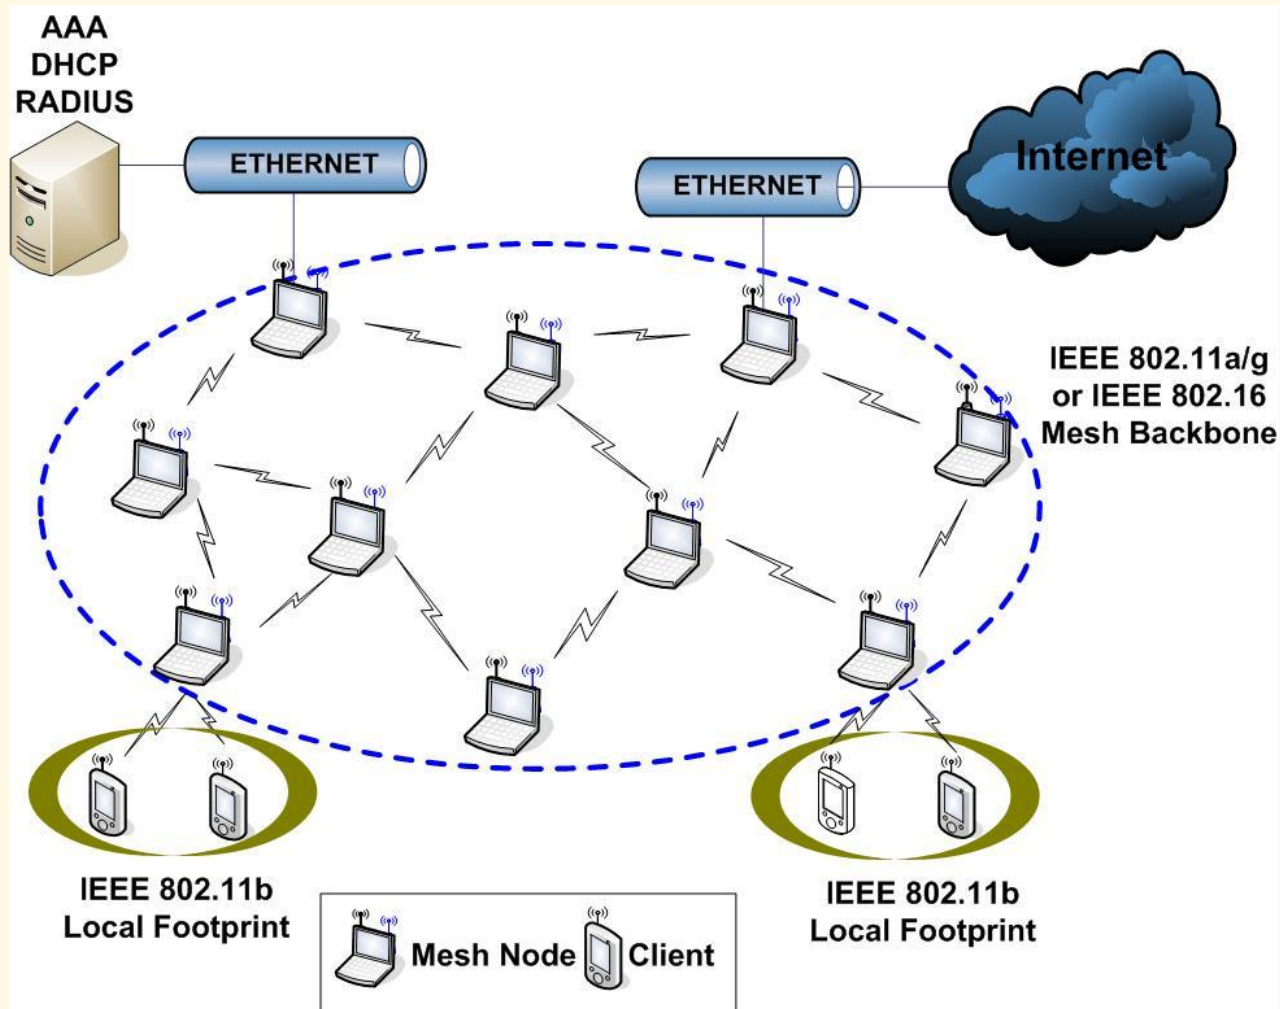 AAA
DHCP
RADIUS
ETHERNET
ETHERNET
Internet
IEEE 802.11a/g
or IEEE 802.16
Mesh Backbone
IEEE 802.11b
Local Footprint
IEEE 802.11b
Local Footprint
Mesh Node
Client